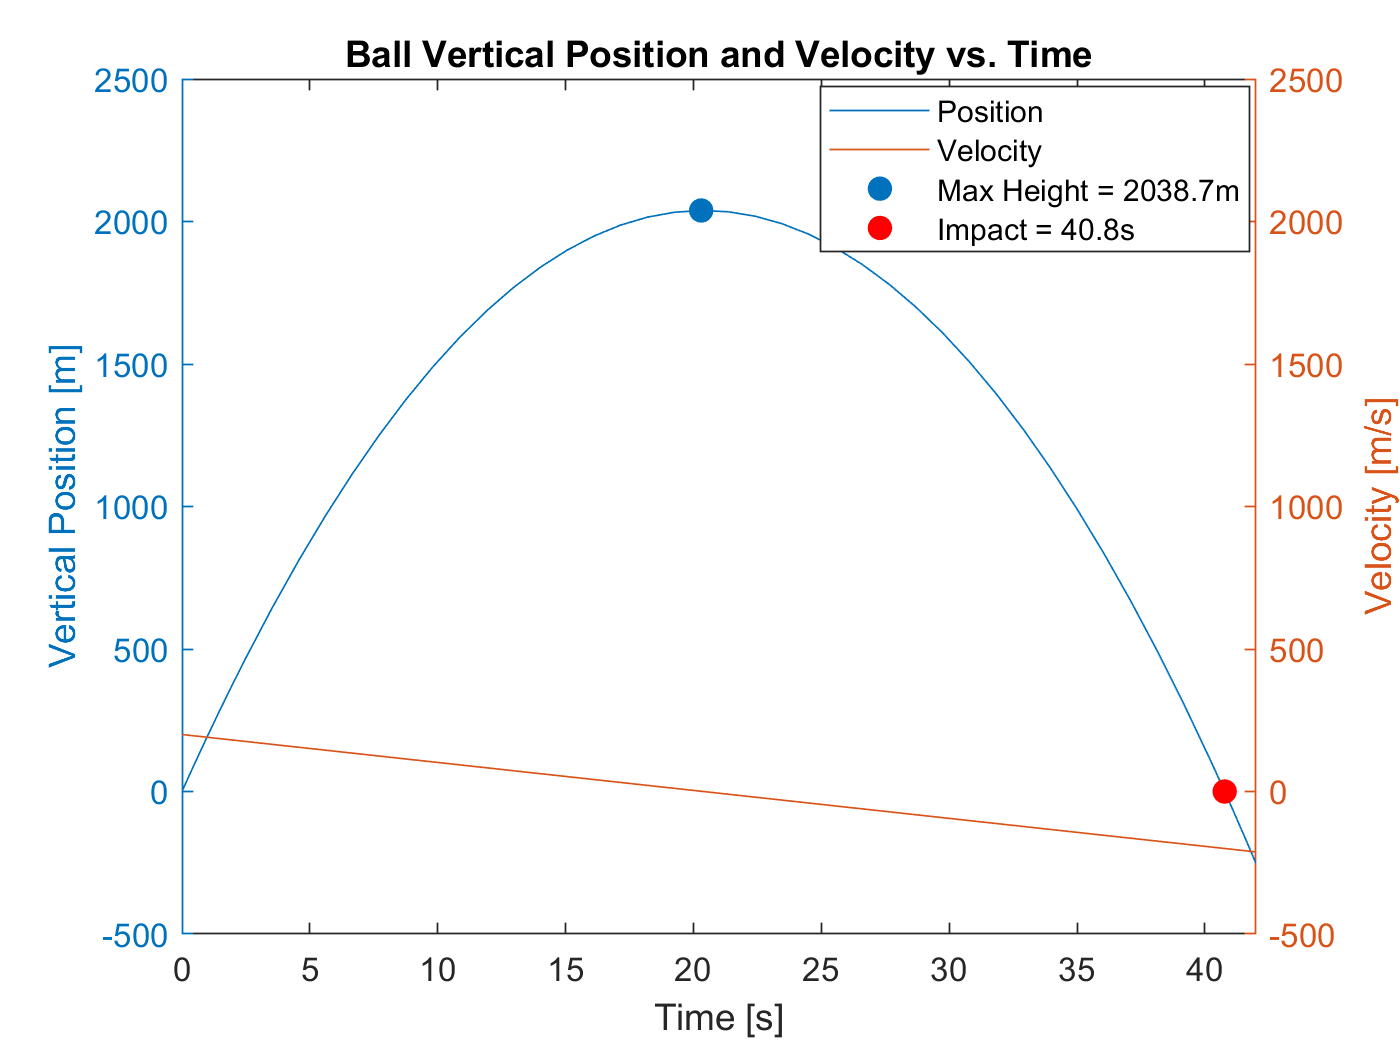 Ball Vertical Position and Velocity vs. Time
2500
2000
1500
1000
500
0
-500
Vertical Position [m]
Position
Velocity
Max Height = 2038.7m
Impact = 40.8s
2500
2000
1500
1000
500
0
-500
Velocity [m/s]
0 5 10 15 20 25 30 35 40
Time [s]